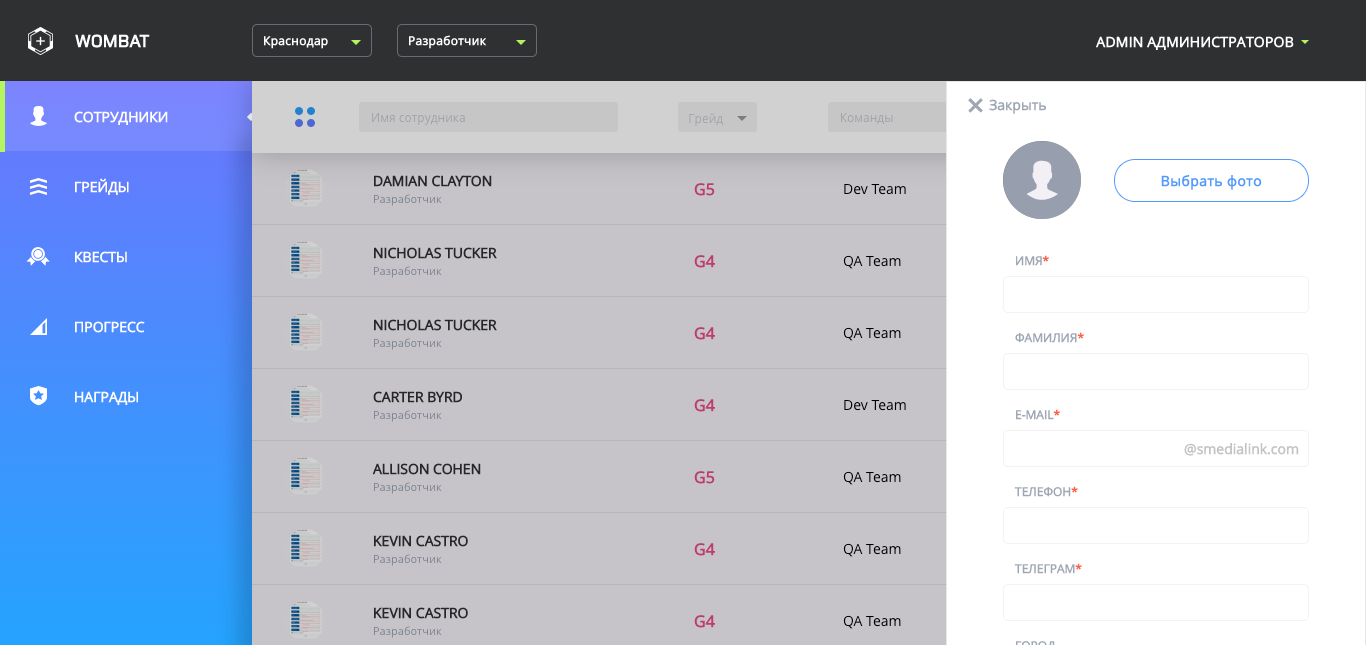 WOMBAT
Краснодар
Разработчик
ADMIN АДМИНИСТРАТОРОВ
СОТРУДНИКИ
ГРЕЙДЫ
КВЕСТЫ
ПРОГРЕСС
НАГРАДЫ
Имя сотрудника
Грейд
Команды
DAMIAN CLAYTON
Разработчик
G5
Dev Team
NICHOLAS TUCKER
Разработчик
G4
QA Team
NICHOLAS TUCKER
Разработчик
G4
QA Team
CARTER BYRD
Разработчик
G4
Dev Team
ALLISON COHEN
Разработчик
G5
QA Team
KEVIN CASTRO
Разработчик
G4
QA Team
KEVIN CASTRO
Разработчик
G4
QA Team
Закрыть
Выбрать фото
ИМЯ*
ФАМИЛИЯ*
E-MAIL*
@smedialink.com
ТЕЛЕФОН*
ТЕЛЕГРАМ*
ГОРОД